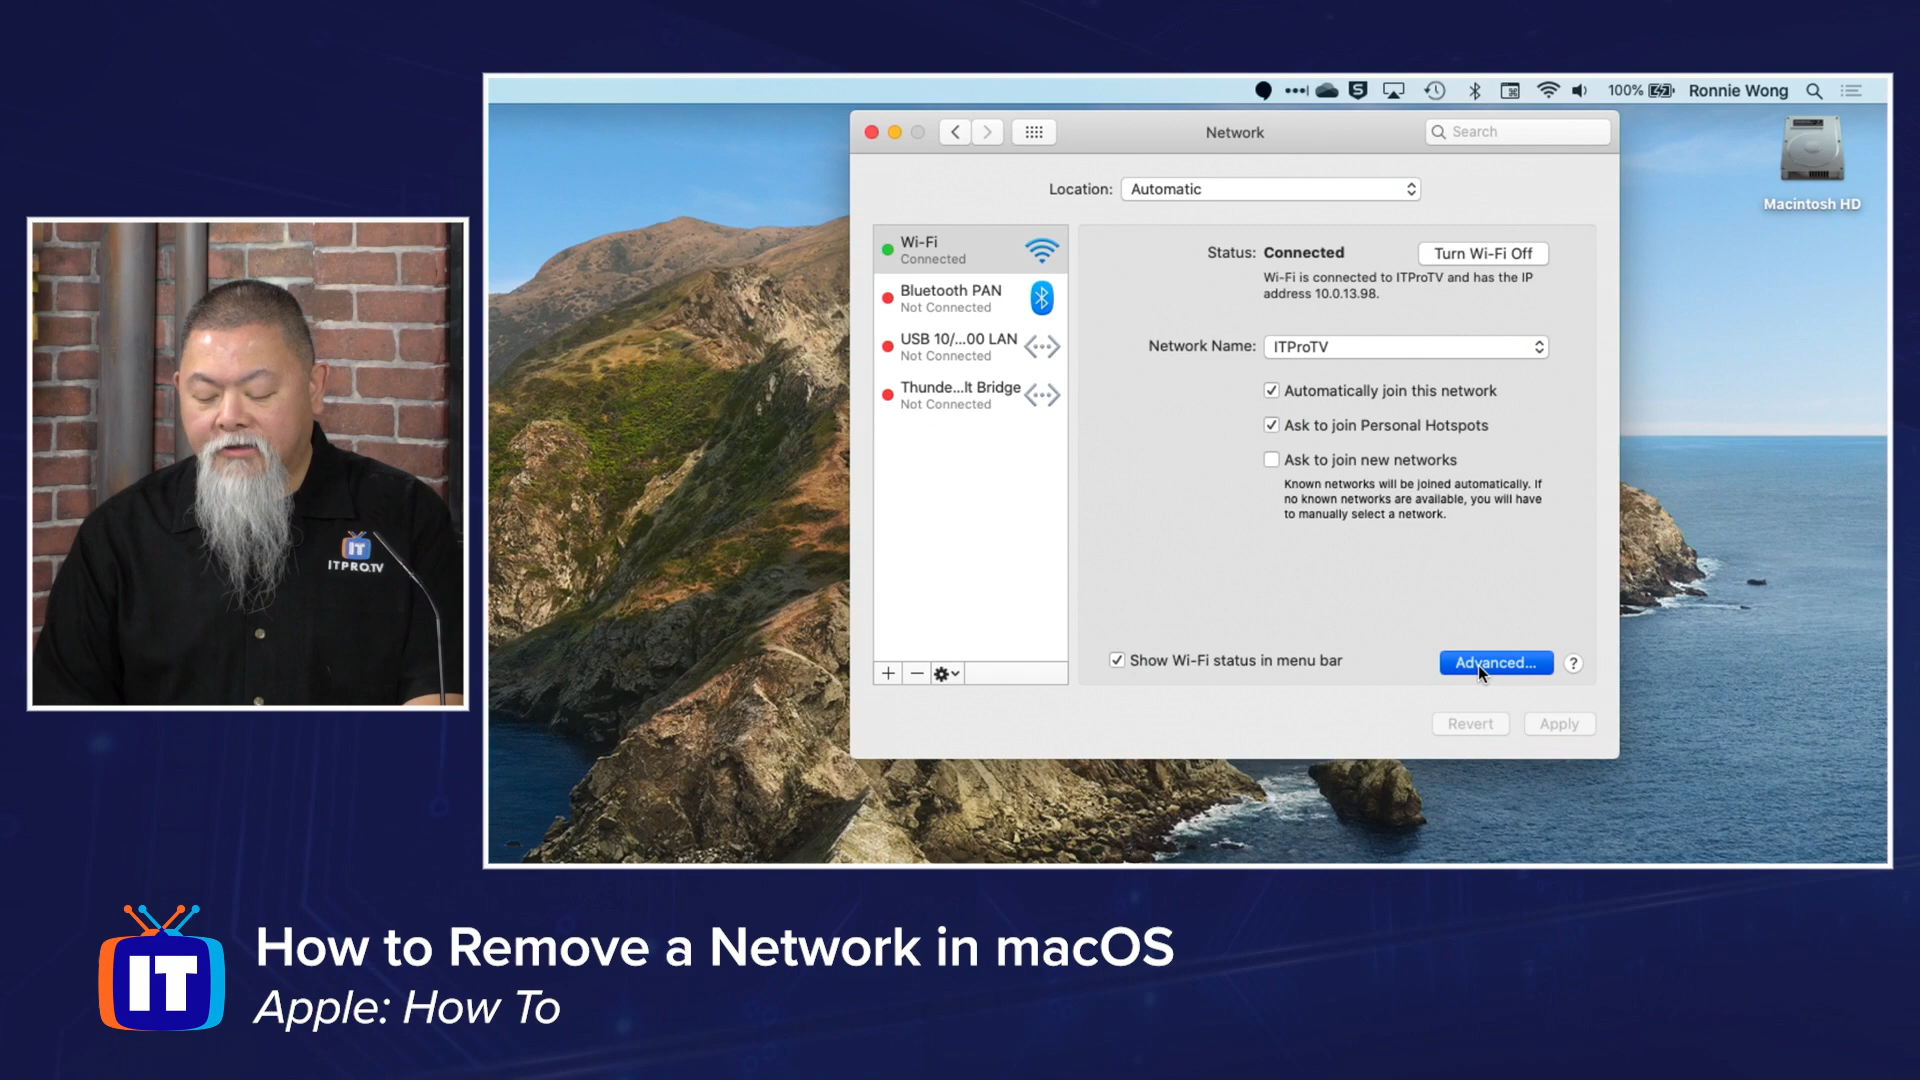 100% Ronnie Wong
Network
Search
Macintosh HD
Location: Automatic
Wi-Fi
Connected
Bluetooth PAN
Not Connected
USB 10/...00 LAN
Not Connected
Thunde...lt Bridge
Not Connected
Status: Connected
Turn Wi-Fi Off
Wi-Fi is connected to ITProTV and has the IP
address 10.0.13.98.
Network Name: ITProTV
Automatically join this network
Ask to join Personal Hotspots
Ask to join new networks
Known networks will be joined automatically. If
no known networks are available, you will have
to manually select a network.
Show Wi-Fi status in menu bar
Advanced...
?
Revert
Apply
IT
ITPRO.TV
IT
How to Remove a Network in macOS
Apple: How To